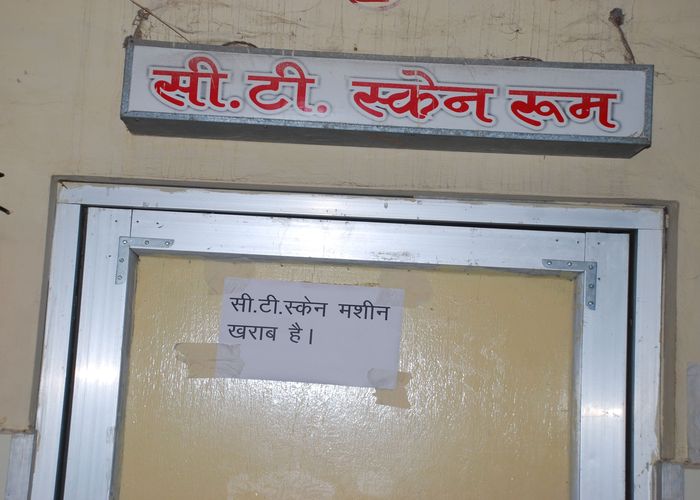 सी.टी. स्केन रूम
सी.टी.स्केन मशीन
खराब है।